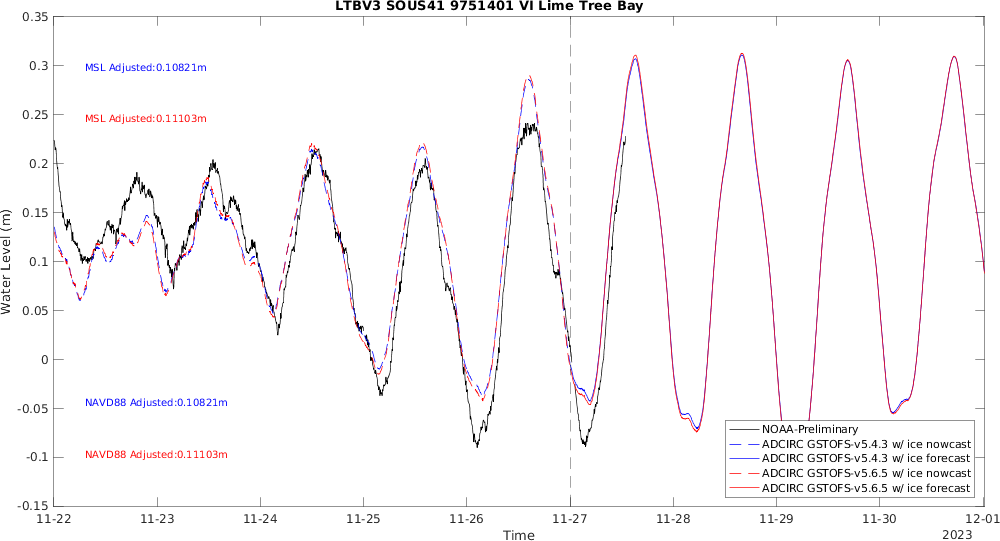 LTBV3 SOUS41 9751401 VI Lime Tree Bay
0.35
0.3
0.25
0.2
0.15
0.1
0.05
0
-0.05
-0.1
-0.15
Water Level (m)
MSL Adjusted:0.10821m
MSL Adjusted:0.11103m
NAVD88 Adjusted:0.10821m
NAVD88 Adjusted:0.11103m
NOAA-Preliminary
ADCIRC GSTOFS-v5.4.3 w/ ice nowcast
ADCIRC GSTOFS-v5.4.3 w/ ice forecast
ADCIRC GSTOFS-v5.6.5 w/ ice nowcast
ADCIRC GSTOFS-v5.6.5 w/ ice forecast
11-22 11-23 11-24 11-25 11-26 11-27 11-28 11-29 11-30 12-01
Time
2023